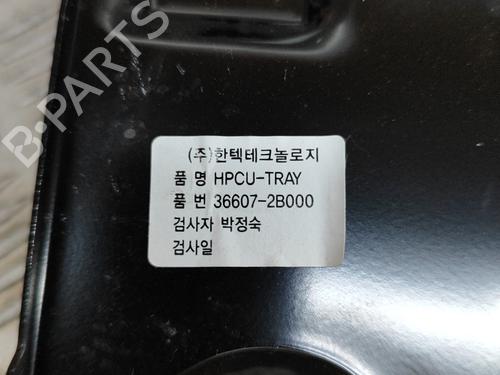 B-PARTS
(주)한텍테크놀로지
품 명 HPCU-TRAY
품 번 36607-2B000
검사자 박정숙
검사일